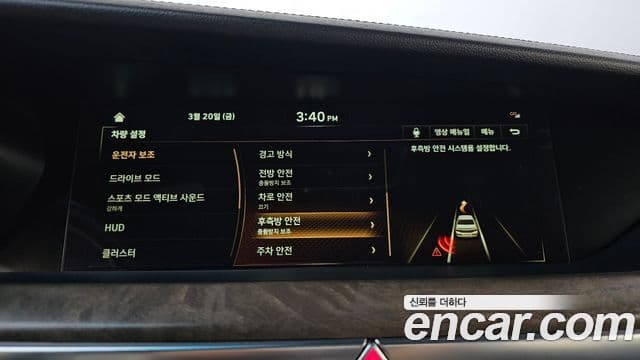 3월 20일 (금)
3:40 PM
차량 설정
영상 매뉴얼
메뉴
운전자 보조
드라이브 모드
스포츠 모드 액티브 사운드
강하게
HUD
클러스터
경고 방식
전방 안전
충돌방지 보조
차로 안전
끄기
후측방 안전
충돌방지 보조
주차 안전
후측방 안전 시스템을 설정합니다.
신뢰를 더하다
encar.com